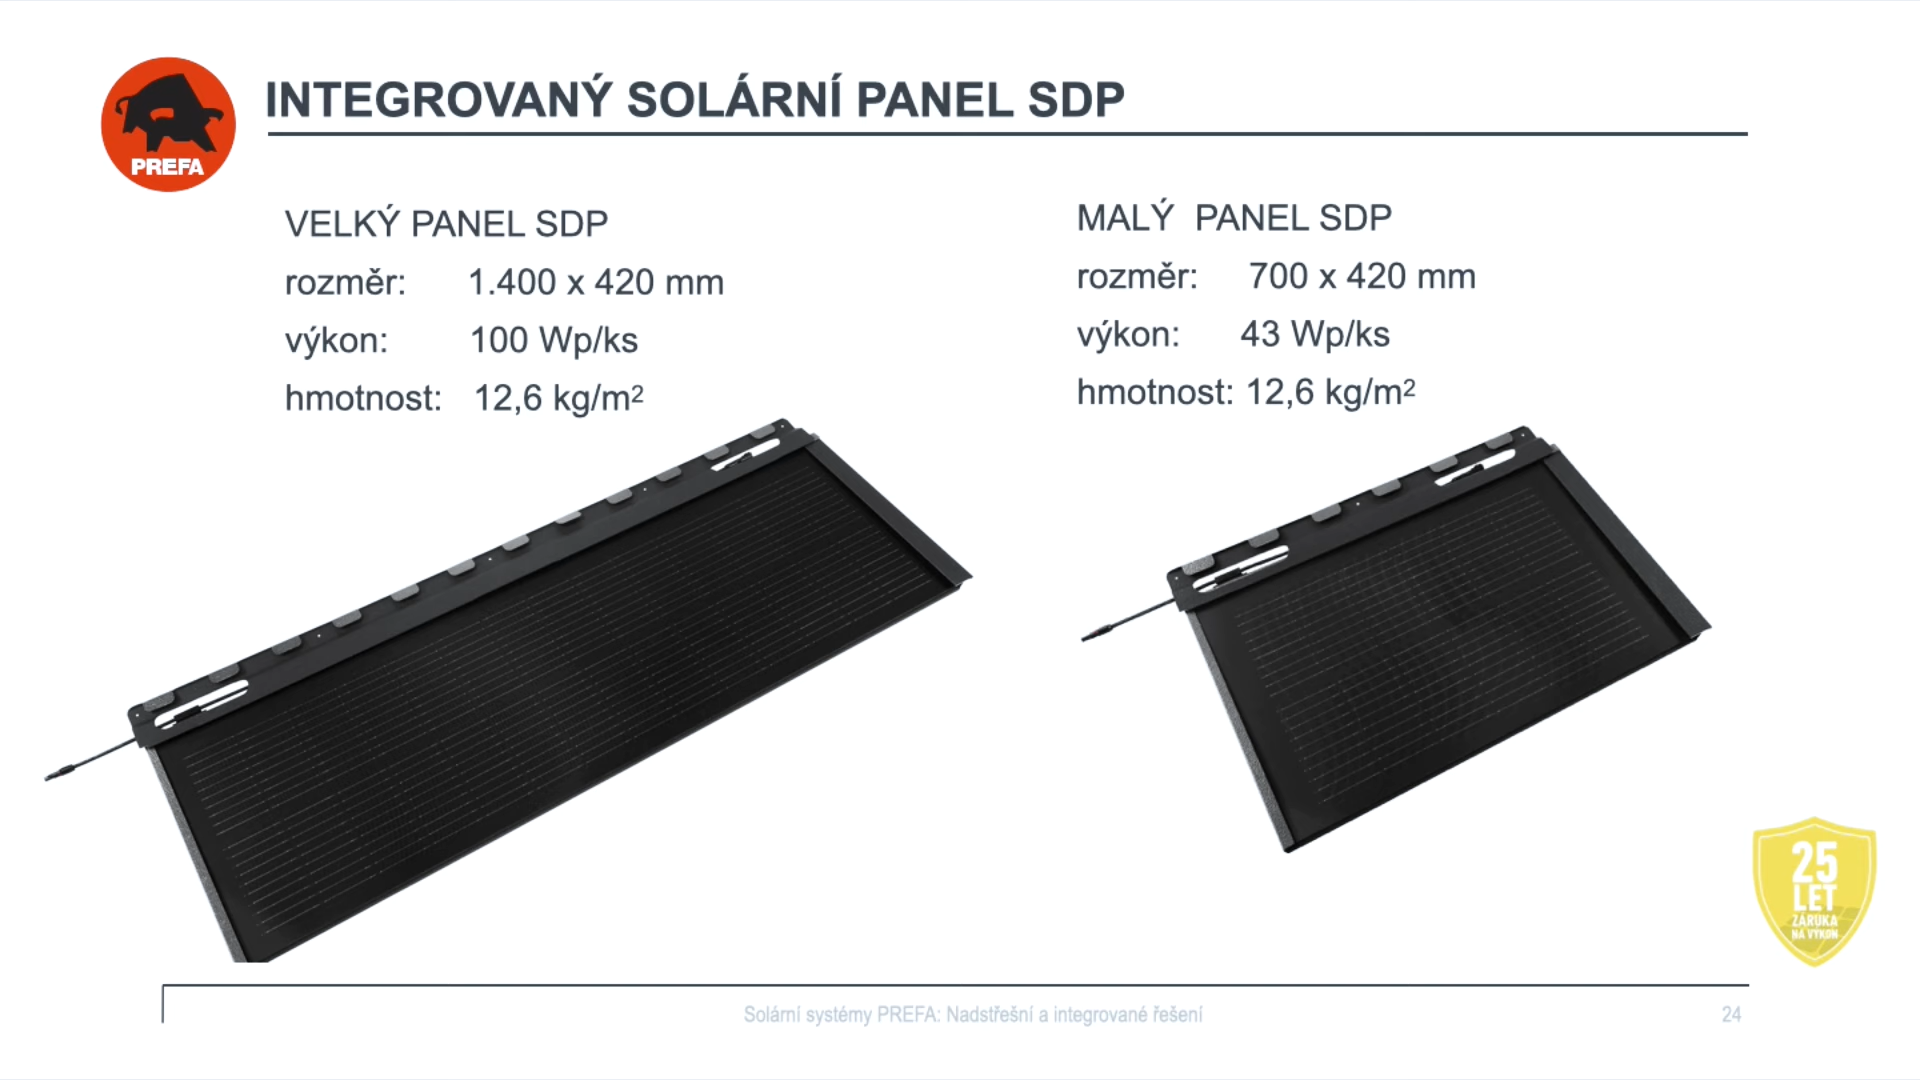 PREFA
INTEGROVANÝ SOLÁRNÍ PANEL SDP
VELKÝ PANEL SDP
rozměr: 1.400 x 420 mm
výkon: 100 Wp/ks
hmotnost: 12,6 kg/m²
MALÝ PANEL SDP
rozměr: 700 x 420 mm
výkon: 43 Wp/ks
hmotnost: 12,6 kg/m²
25
LET
ZÁRUKA
NA VÝKON
Solární systémy PREFA: Nadstřešní a integrované řešení
24